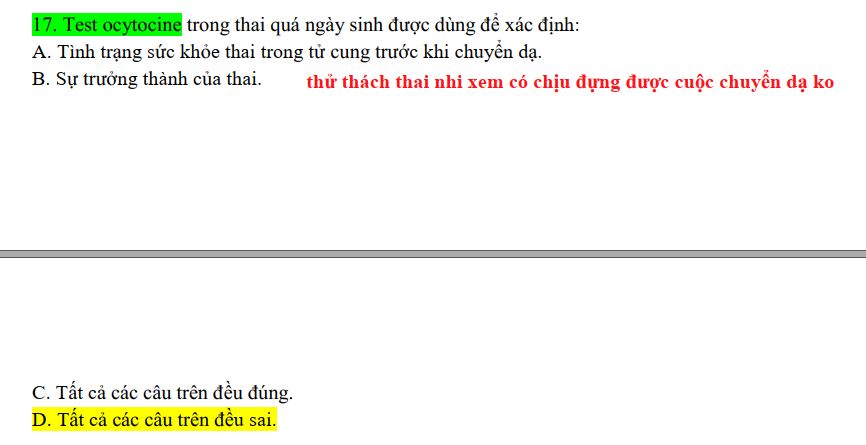 17. Test ocytocine trong thai quá ngày sinh được dùng để xác định:
A. Tình trạng sức khỏe thai trong tử cung trước khi chuyển dạ.
B. Sự trưởng thành của thai. thử thách thai nhi xem có chịu đựng được cuộc chuyển dạ ko
C. Tất cả các câu trên đều đúng.
D. Tất cả các câu trên đều sai.